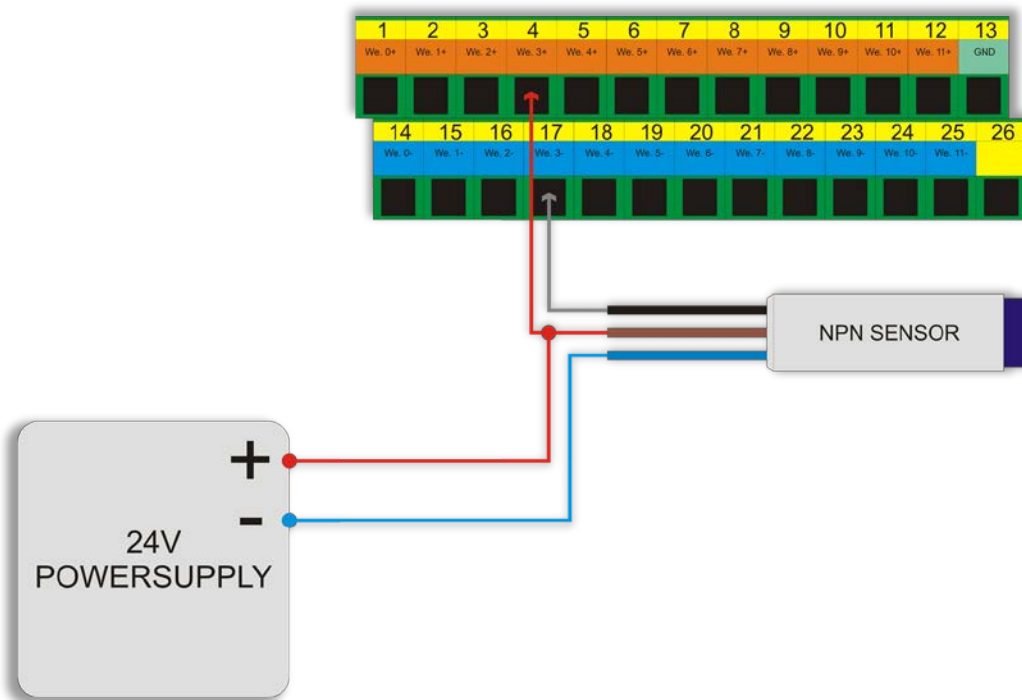 1 2 3 4 5 6 7 8 9 10 11 12 13
We. 0+ We. 1+ We. 2+ We. 3+ We. 4+ We. 5+ We. 6+ We. 7+ We. 8+ We. 9+ We. 10+ We. 11+ GND
14 15 16 17 18 19 20 21 22 23 24 25 26
We. 0- We. 1- We. 2- We. 3- We. 4- We. 5- We. 6- We. 7- We. 8- We. 9- We. 10- We. 11-
NPN SENSOR
+
-
24V
POWERSUPPLY